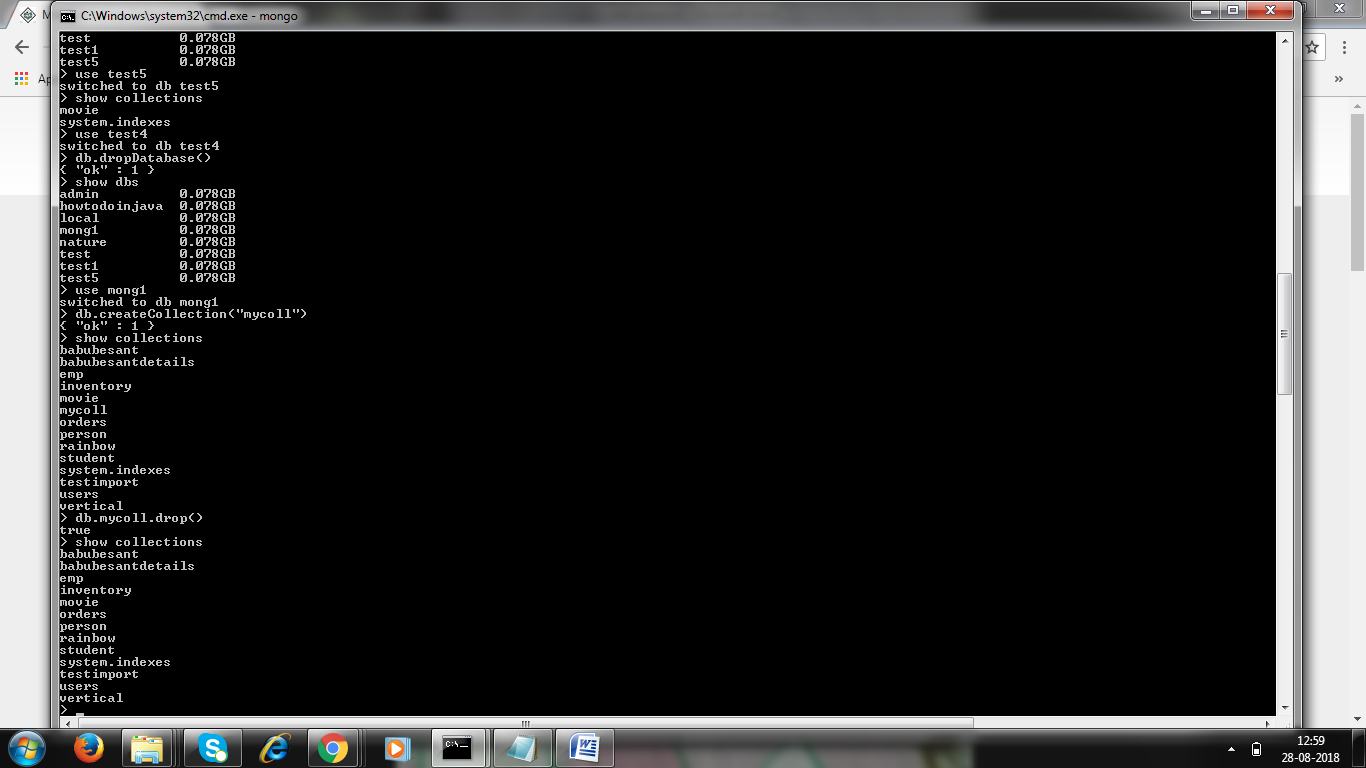 C:\Windows\system32\cmd.exe - mongo
M
Ap
»
test 0.078GB
test1 0.078GB
test5 0.078GB
> use test5
switched to db test5
> show collections
movie
system.indexes
> use test4
switched to db test4
> db.dropDatabase()
{ "ok" : 1 }
> show dbs
admin 0.078GB
howtodoinjava 0.078GB
local 0.078GB
mong1 0.078GB
nature 0.078GB
test 0.078GB
test1 0.078GB
test5 0.078GB
> use mong1
switched to db mong1
> db.createCollection("mycoll")
{ "ok" : 1 }
> show collections
babubesant
babubesantdetails
emp
inventory
movie
mycoll
orders
person
rainbow
student
system.indexes
testimport
users
vertical
> db.mycoll.drop()
true
> show collections
babubesant
babubesantdetails
emp
inventory
movie
orders
person
rainbow
student
system.indexes
testimport
users
vertical
>
12:59
28-08-2018